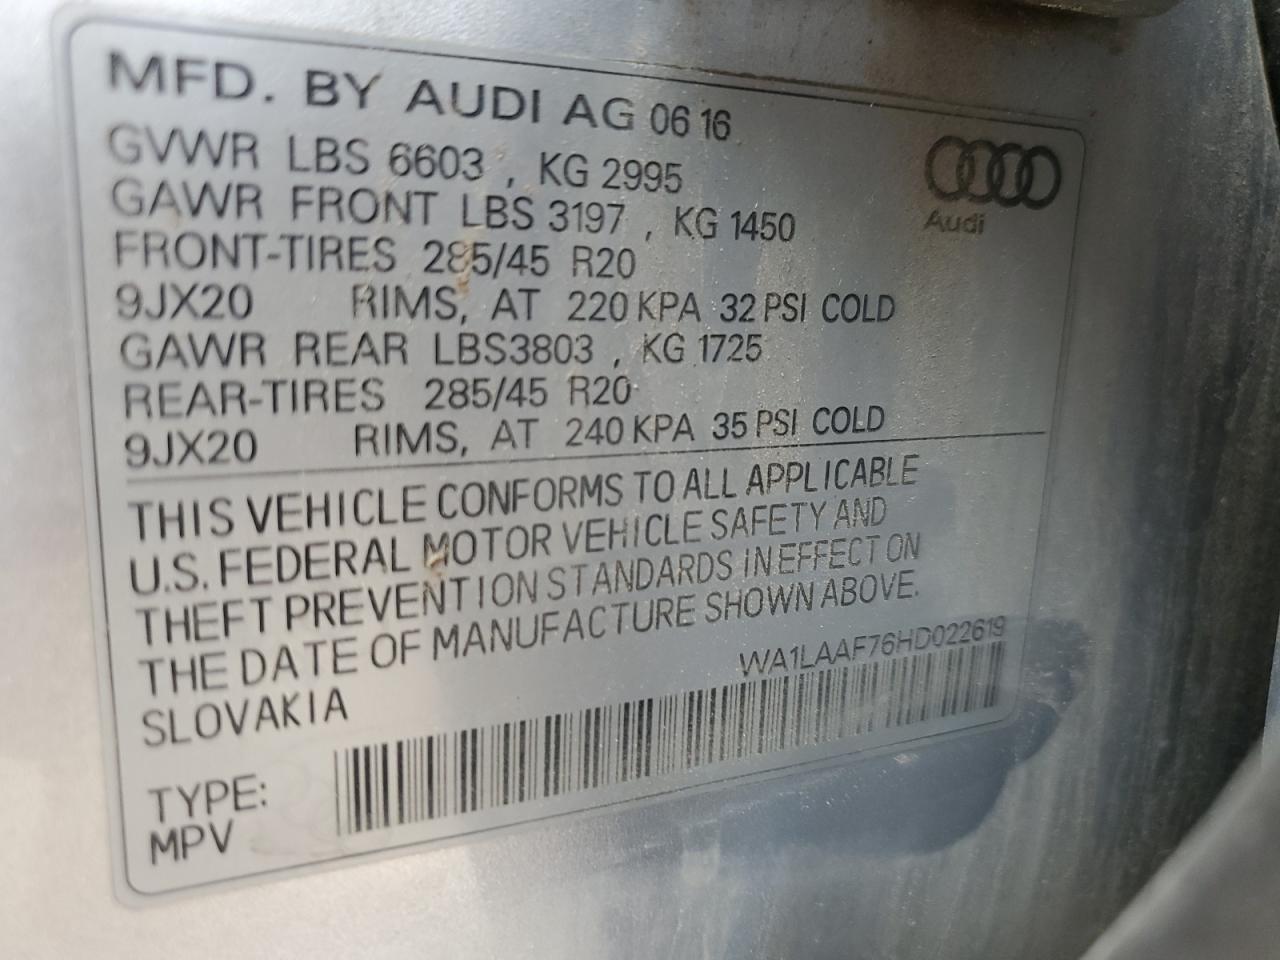 MFD. BY AUDI AG 06 16
GVWR LBS 6603 , KG 2995
GAWR FRONT LBS 3197 , KG 1450
Audi
FRONT-TIRES 285/45 R20
9JX20 RIMS, AT 220 KPA 32 PSI COLD
GAWR REAR LBS3803 , KG 1725
REAR-TIRES 285/45 R20
9JX20 RIMS, AT 240 KPA 35 PSI COLD
THIS VEHICLE CONFORMS TO ALL APPLICABLE
U.S. FEDERAL MOTOR VEHICLE SAFETY AND
THEFT PREVENTION STANDARDS IN EFFECT ON
THE DATE OF MANUFACTURE SHOWN ABOVE.
SLOVAKIA WA1LAAF76HD022619
TYPE:
MPV